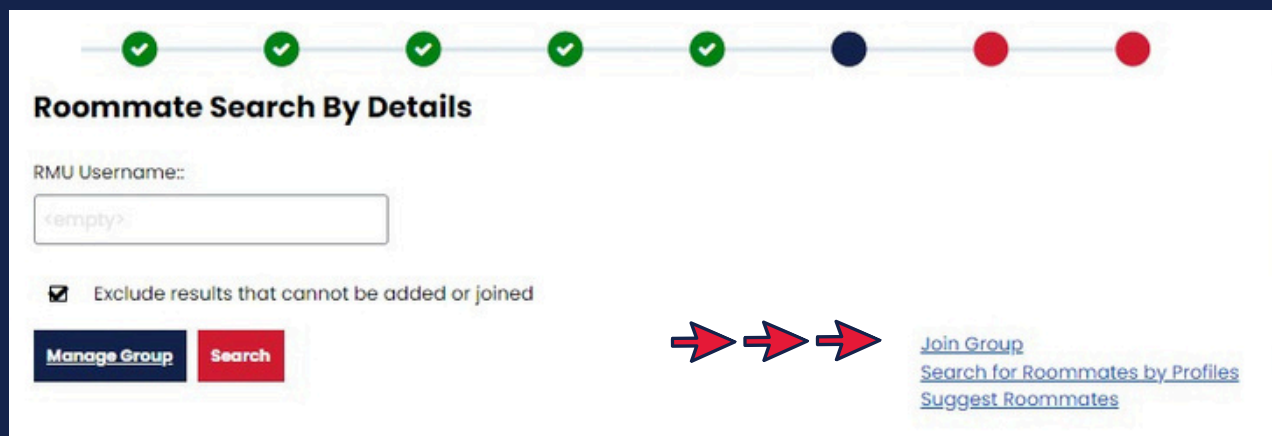 Roommate Search By Details
RMU Username::
<empty>
Exclude results that cannot be added or joined
Manage Group Search
Join Group
Search for Roommates by Profiles
Suggest Roommates